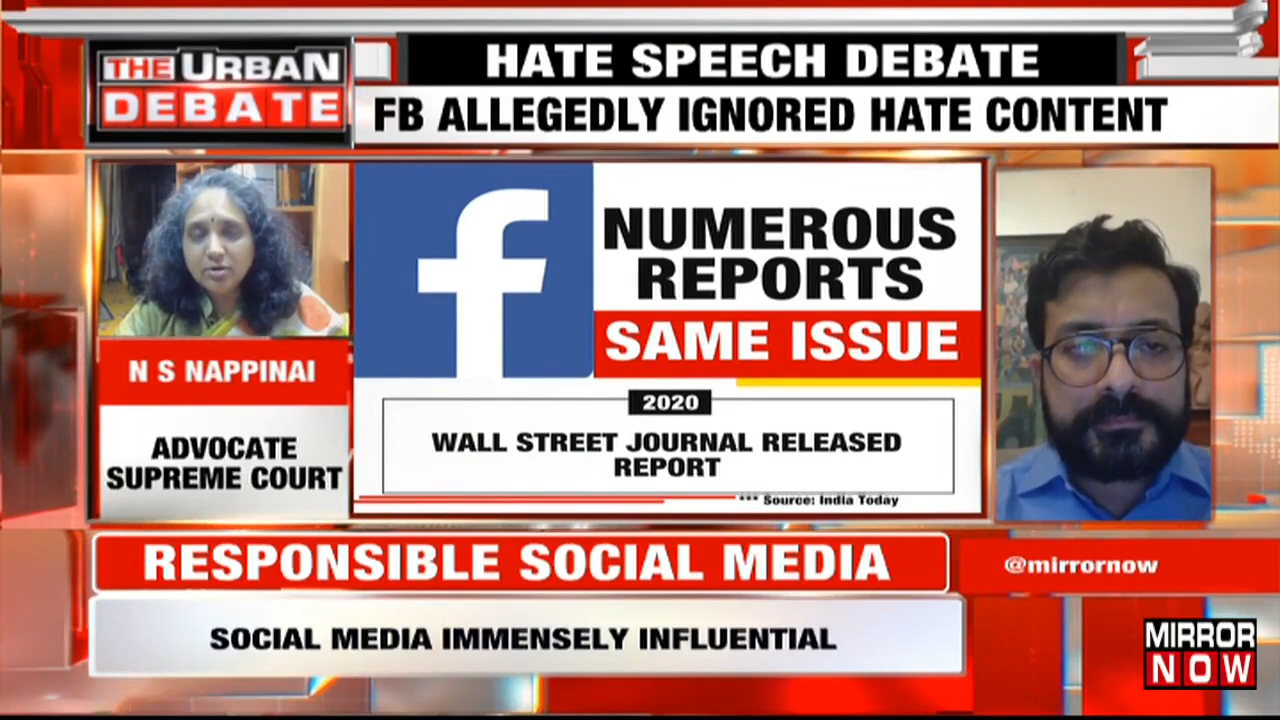 THE URBAN
DEBATE
HATE SPEECH DEBATE
FB ALLEGEDLY IGNORED HATE CONTENT
N S NAPPINAI
ADVOCATE
SUPREME COURT
f
NUMEROUS
REPORTS
SAME ISSUE
2020
WALL STREET JOURNAL RELEASED
REPORT
*** Source: India Today
RESPONSIBLE SOCIAL MEDIA
@mirrornow
SOCIAL MEDIA IMMENSELY INFLUENTIAL
MIRROR
NOW